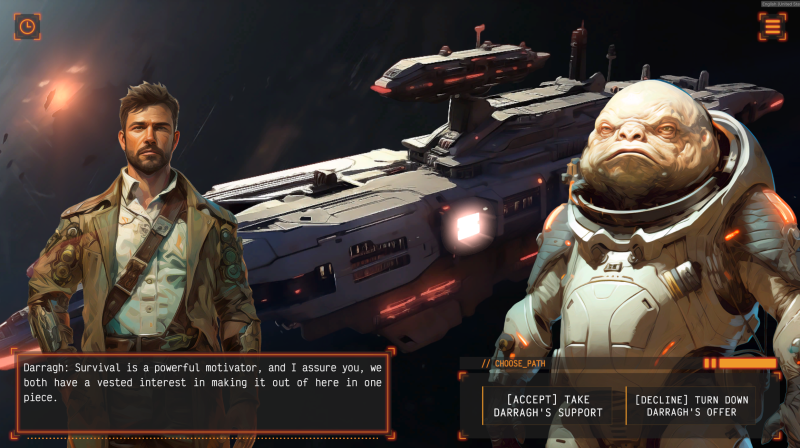 Darragh: Survival is a powerful motivator, and I assure you, we
both have a vested interest in making it out of here in one
piece.
// CHOOSE_PATH
[ACCEPT] TAKE
DARRAGH'S SUPPORT
[DECLINE] TURN DOWN
DARRAGH'S OFFER